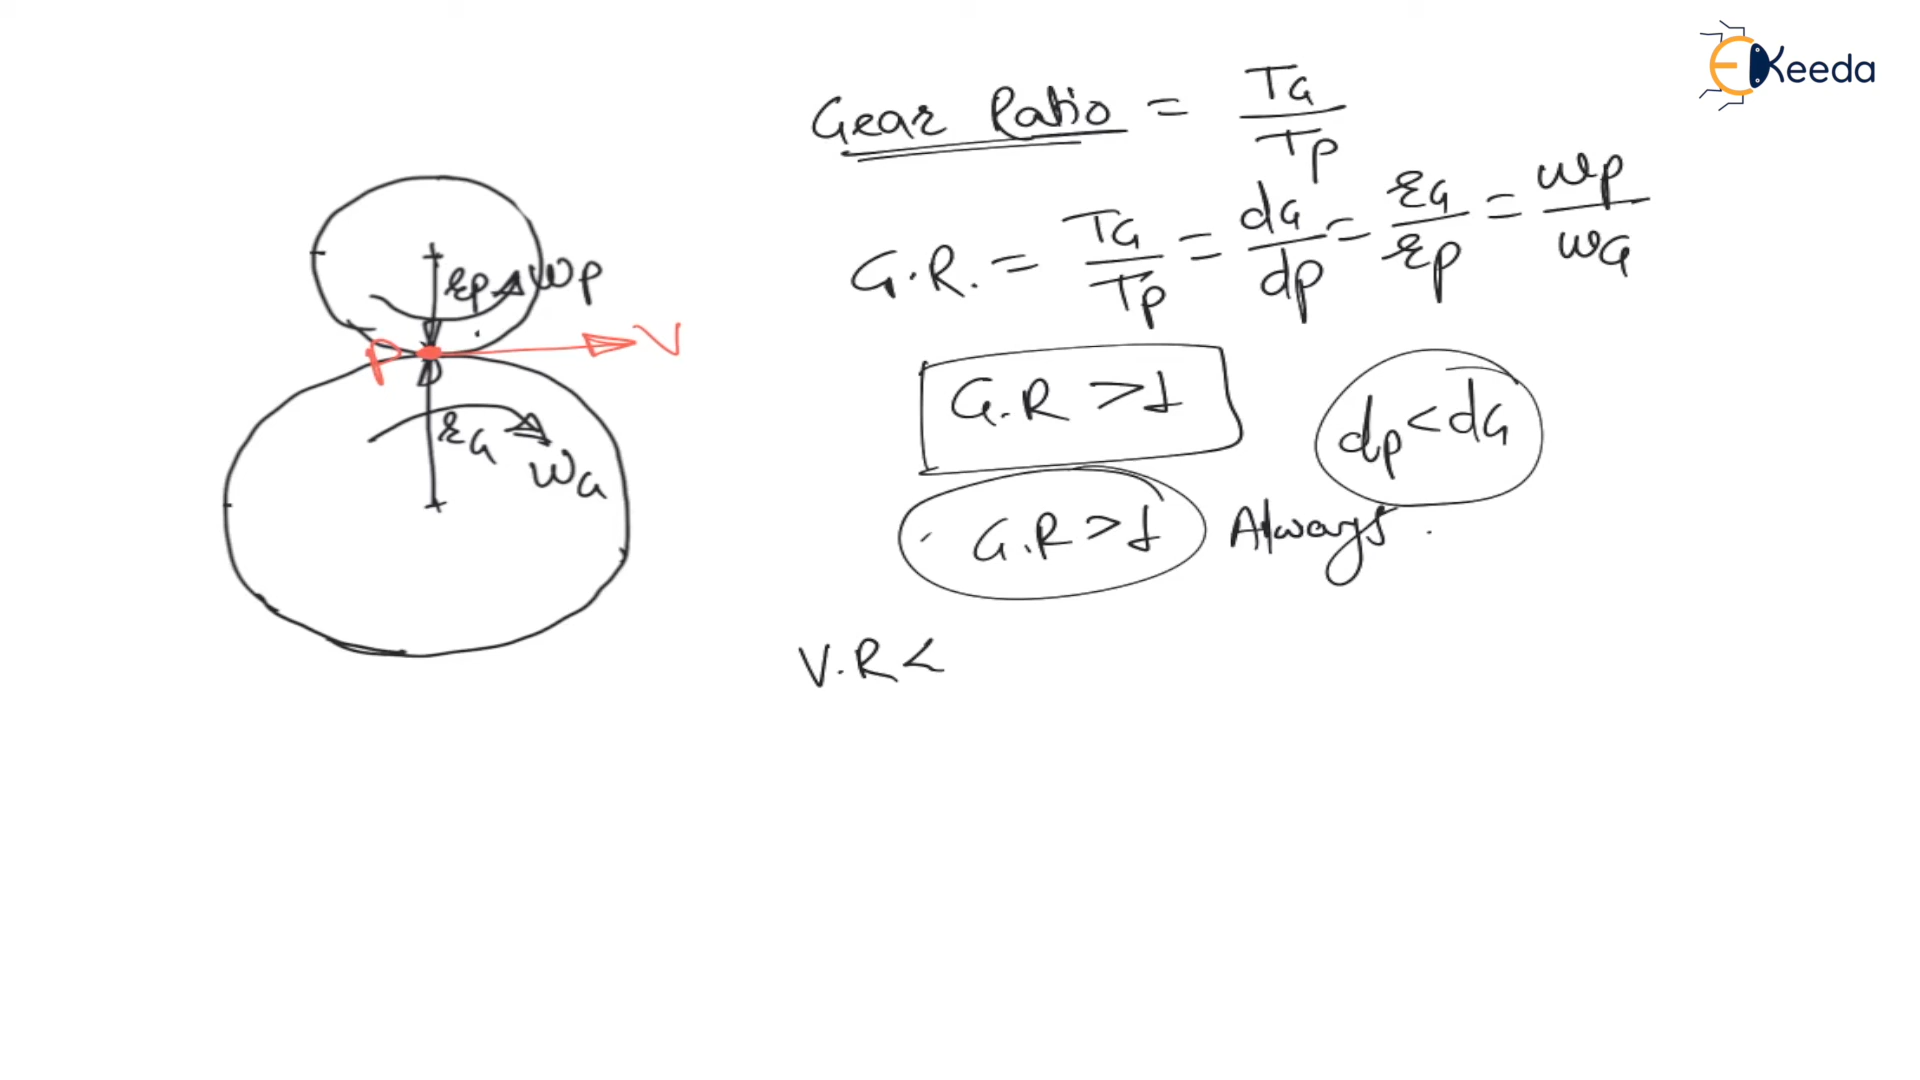 EKeeda
Gear Ratio = TG / TP
G.R. = TG / TP = dG / dP = rG / rP = ωP / ωG
rP ωP
P V
rG ωG
G.R > 1
dP < dG
G.R > 1 Always.
V.R <